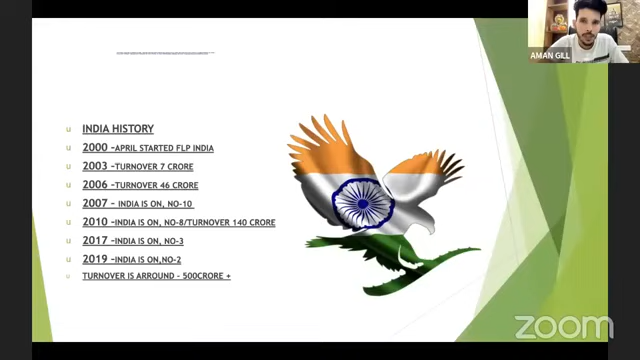 AMAN GILL
INDIA HISTORY
2000 -APRIL STARTED FLP INDIA
2003 -TURNOVER 7 CRORE
2006 -TURNOVER 46 CRORE
2007 - INDIA IS ON, NO-10
2010 -INDIA IS ON, NO-8/TURNOVER 140 CRORE
2017 -INDIA IS ON, NO-3
2019 -INDIA IS ON,NO-2
TURNOVER IS ARROUND - 500CRORE +
zoom